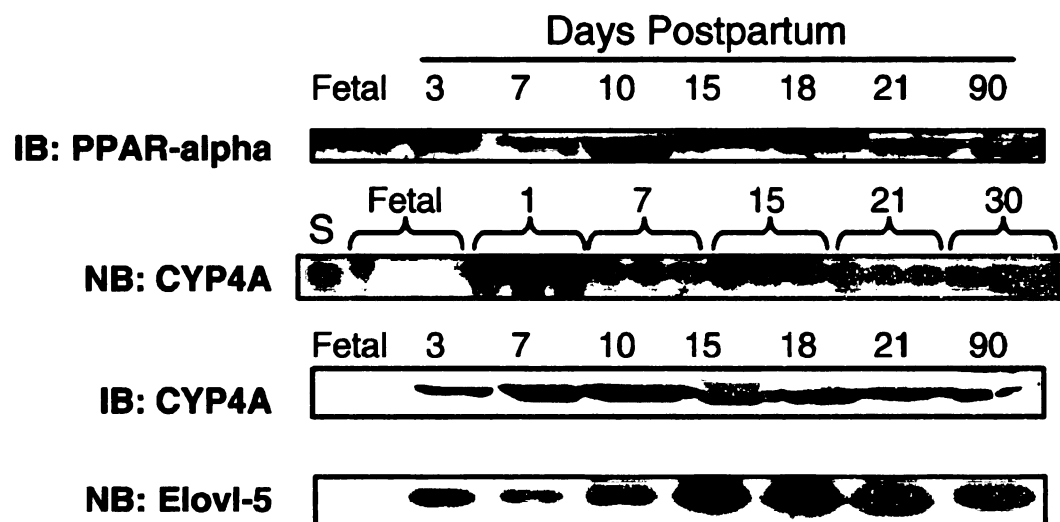 Days Postpartum
Fetal 3 7 10 15 18 21 90
IB: PPAR-alpha
S Fetal 1 7 15 21 30
NB: CYP4A
Fetal 3 7 10 15 18 21 90
IB: CYP4A
NB: Elovl-5